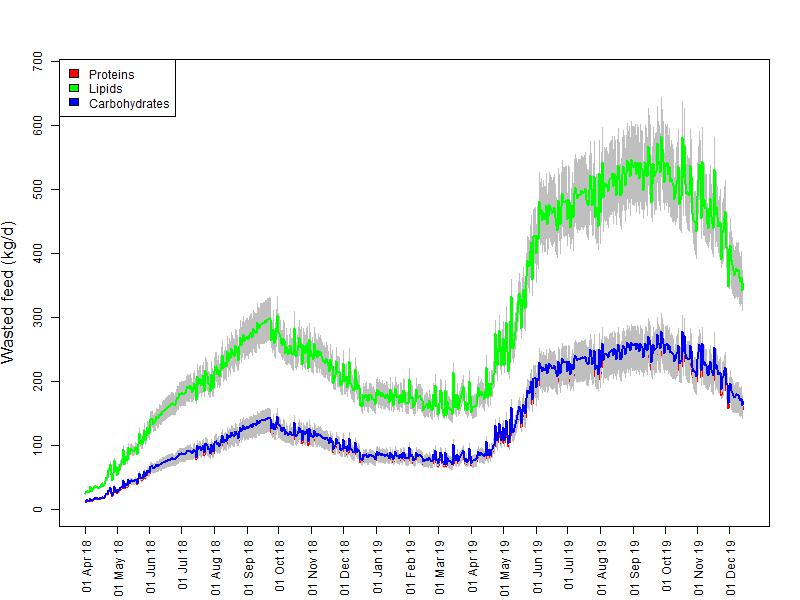 Proteins
Lipids
Carbohydrates
Wasted feed (kg/d)
700
600
500
400
300
200
100
0
01 Apr 18
01 May 18
01 Jun 18
01 Jul 18
01 Aug 18
01 Sep 18
01 Oct 18
01 Nov 18
01 Dec 18
01 Jan 19
01 Feb 19
01 Mar 19
01 Apr 19
01 May 19
01 Jun 19
01 Jul 19
01 Aug 19
01 Sep 19
01 Oct 19
01 Nov 19
01 Dec 19